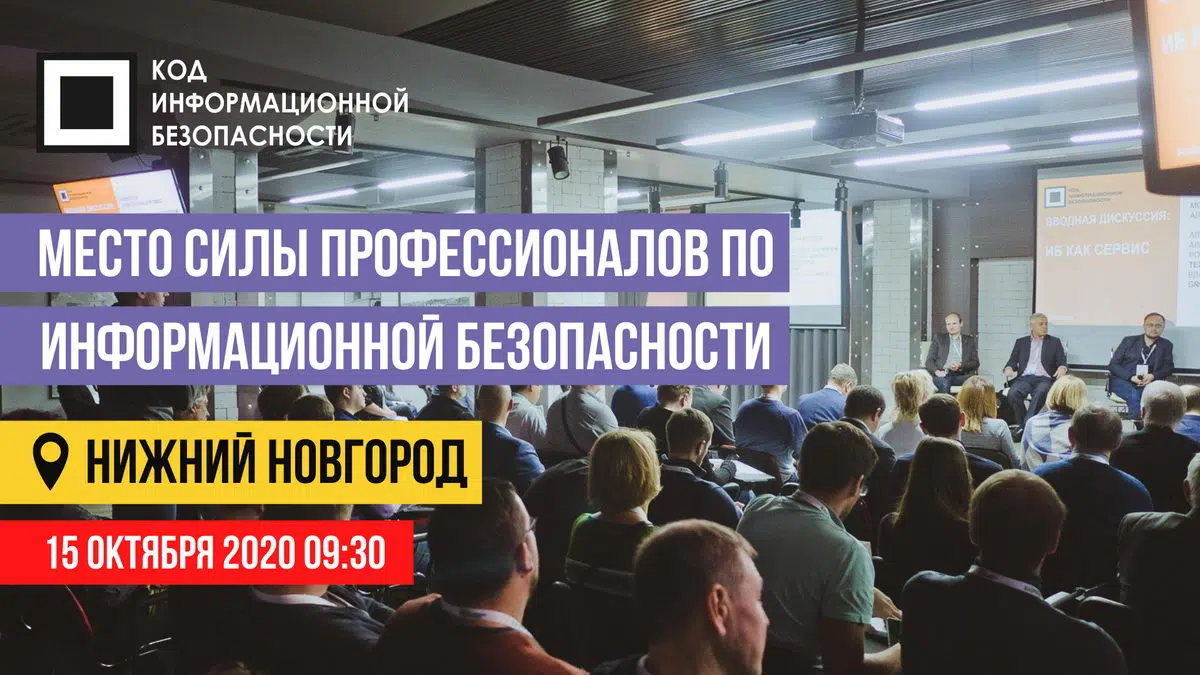 КОД
ИНФОРМАЦИОННОЙ
БЕЗОПАСНОСТИ
МЕСТО СИЛЫ ПРОФЕССИОНАЛОВ ПО
ИНФОРМАЦИОННОЙ БЕЗОПАСНОСТИ
НИЖНИЙ НОВГОРОД
15 ОКТЯБРЯ 2020 09:30
КОД
ИНФОРМАЦИОННОЙ
БЕЗОПАСНОСТИ
ВВОДНАЯ ДИСКУССИЯ:
ИБ КАК СЕРВИС
ИБ